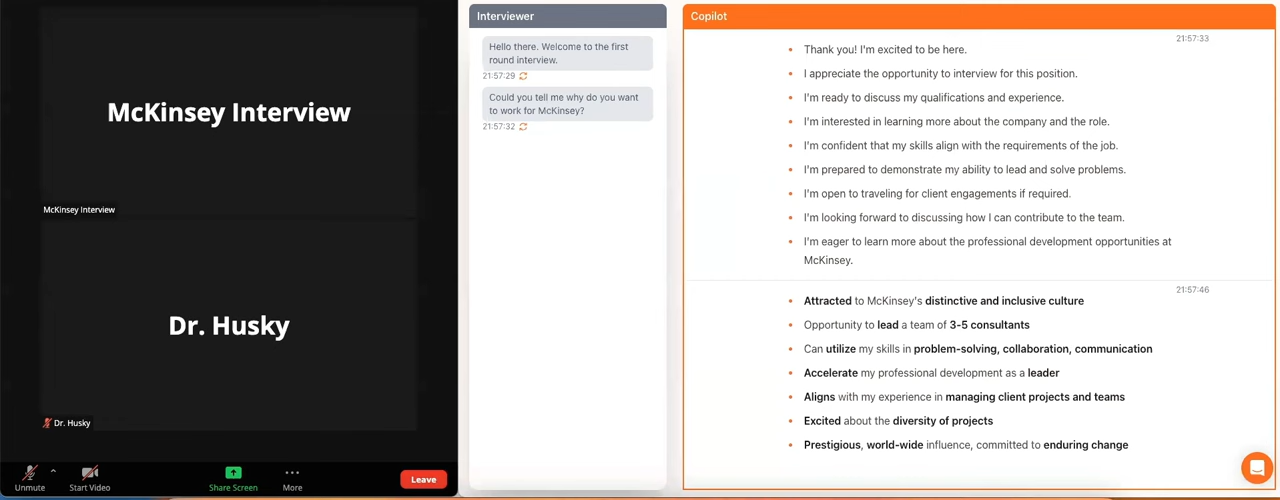 McKinsey Interview
McKinsey Interview
Dr. Husky
Dr. Husky
Unmute
Start Video
Share Screen
More
Leave
Interviewer
Hello there. Welcome to the first
round interview.
21:57:29
Could you tell me why do you want
to work for McKinsey?
21:57:32
Copilot
21:57:33
• Thank you! I'm excited to be here.
• I appreciate the opportunity to interview for this position.
• I'm ready to discuss my qualifications and experience.
• I'm interested in learning more about the company and the role.
• I'm confident that my skills align with the requirements of the job.
• I'm prepared to demonstrate my ability to lead and solve problems.
• I'm open to traveling for client engagements if required.
• I'm looking forward to discussing how I can contribute to the team.
• I'm eager to learn more about the professional development opportunities at
McKinsey.
21:57:46
• Attracted to McKinsey's distinctive and inclusive culture
• Opportunity to lead a team of 3-5 consultants
• Can utilize my skills in problem-solving, collaboration, communication
• Accelerate my professional development as a leader
• Aligns with my experience in managing client projects and teams
• Excited about the diversity of projects
• Prestigious, world-wide influence, committed to enduring change